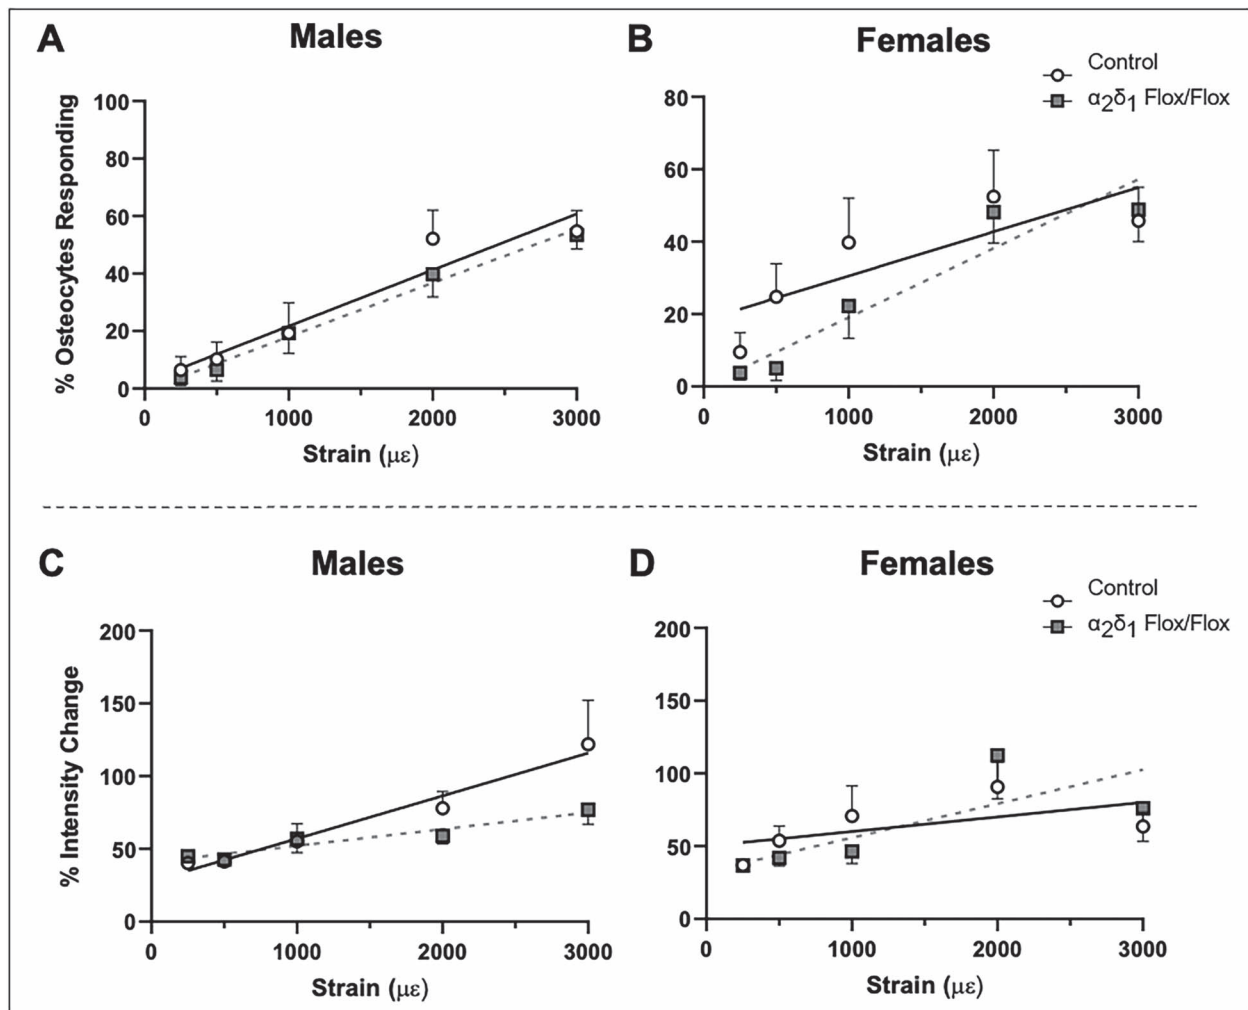 A
Males
% Osteocytes Responding
100
80
60
40
20
0
0
1000
2000
3000
Strain (με)
B
Females
Control
α2δ1 Flox/Flox
80
60
40
20
0
0
1000
2000
3000
Strain (με)
C
Males
% Intensity Change
200
150
100
50
0
0
1000
2000
3000
Strain (με)
D
Females
Control
α2δ1 Flox/Flox
200
150
100
50
0
0
1000
2000
3000
Strain (με)